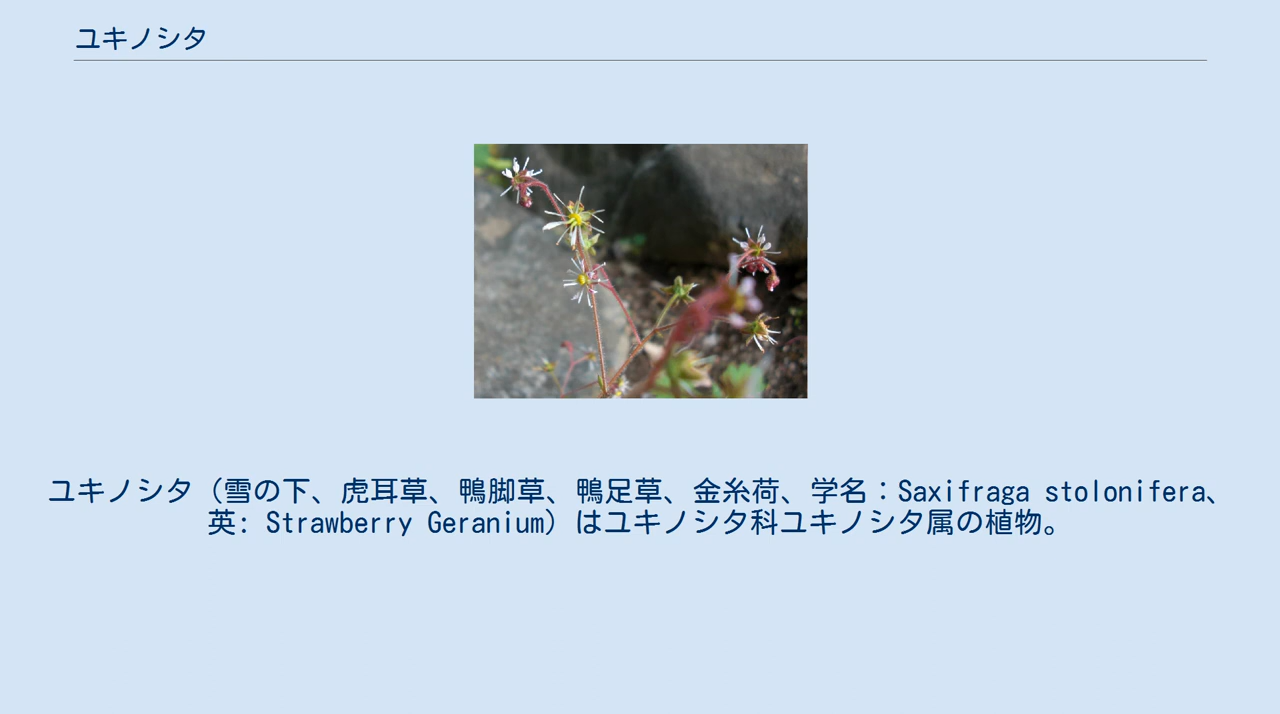 ユキノシタ
ユキノシタ（雪の下、虎耳草、鴨脚草、鴨足草、金糸荷、学名：Saxifraga stolonifera、
英: Strawberry Geranium）はユキノシタ科ユキノシタ属の植物。